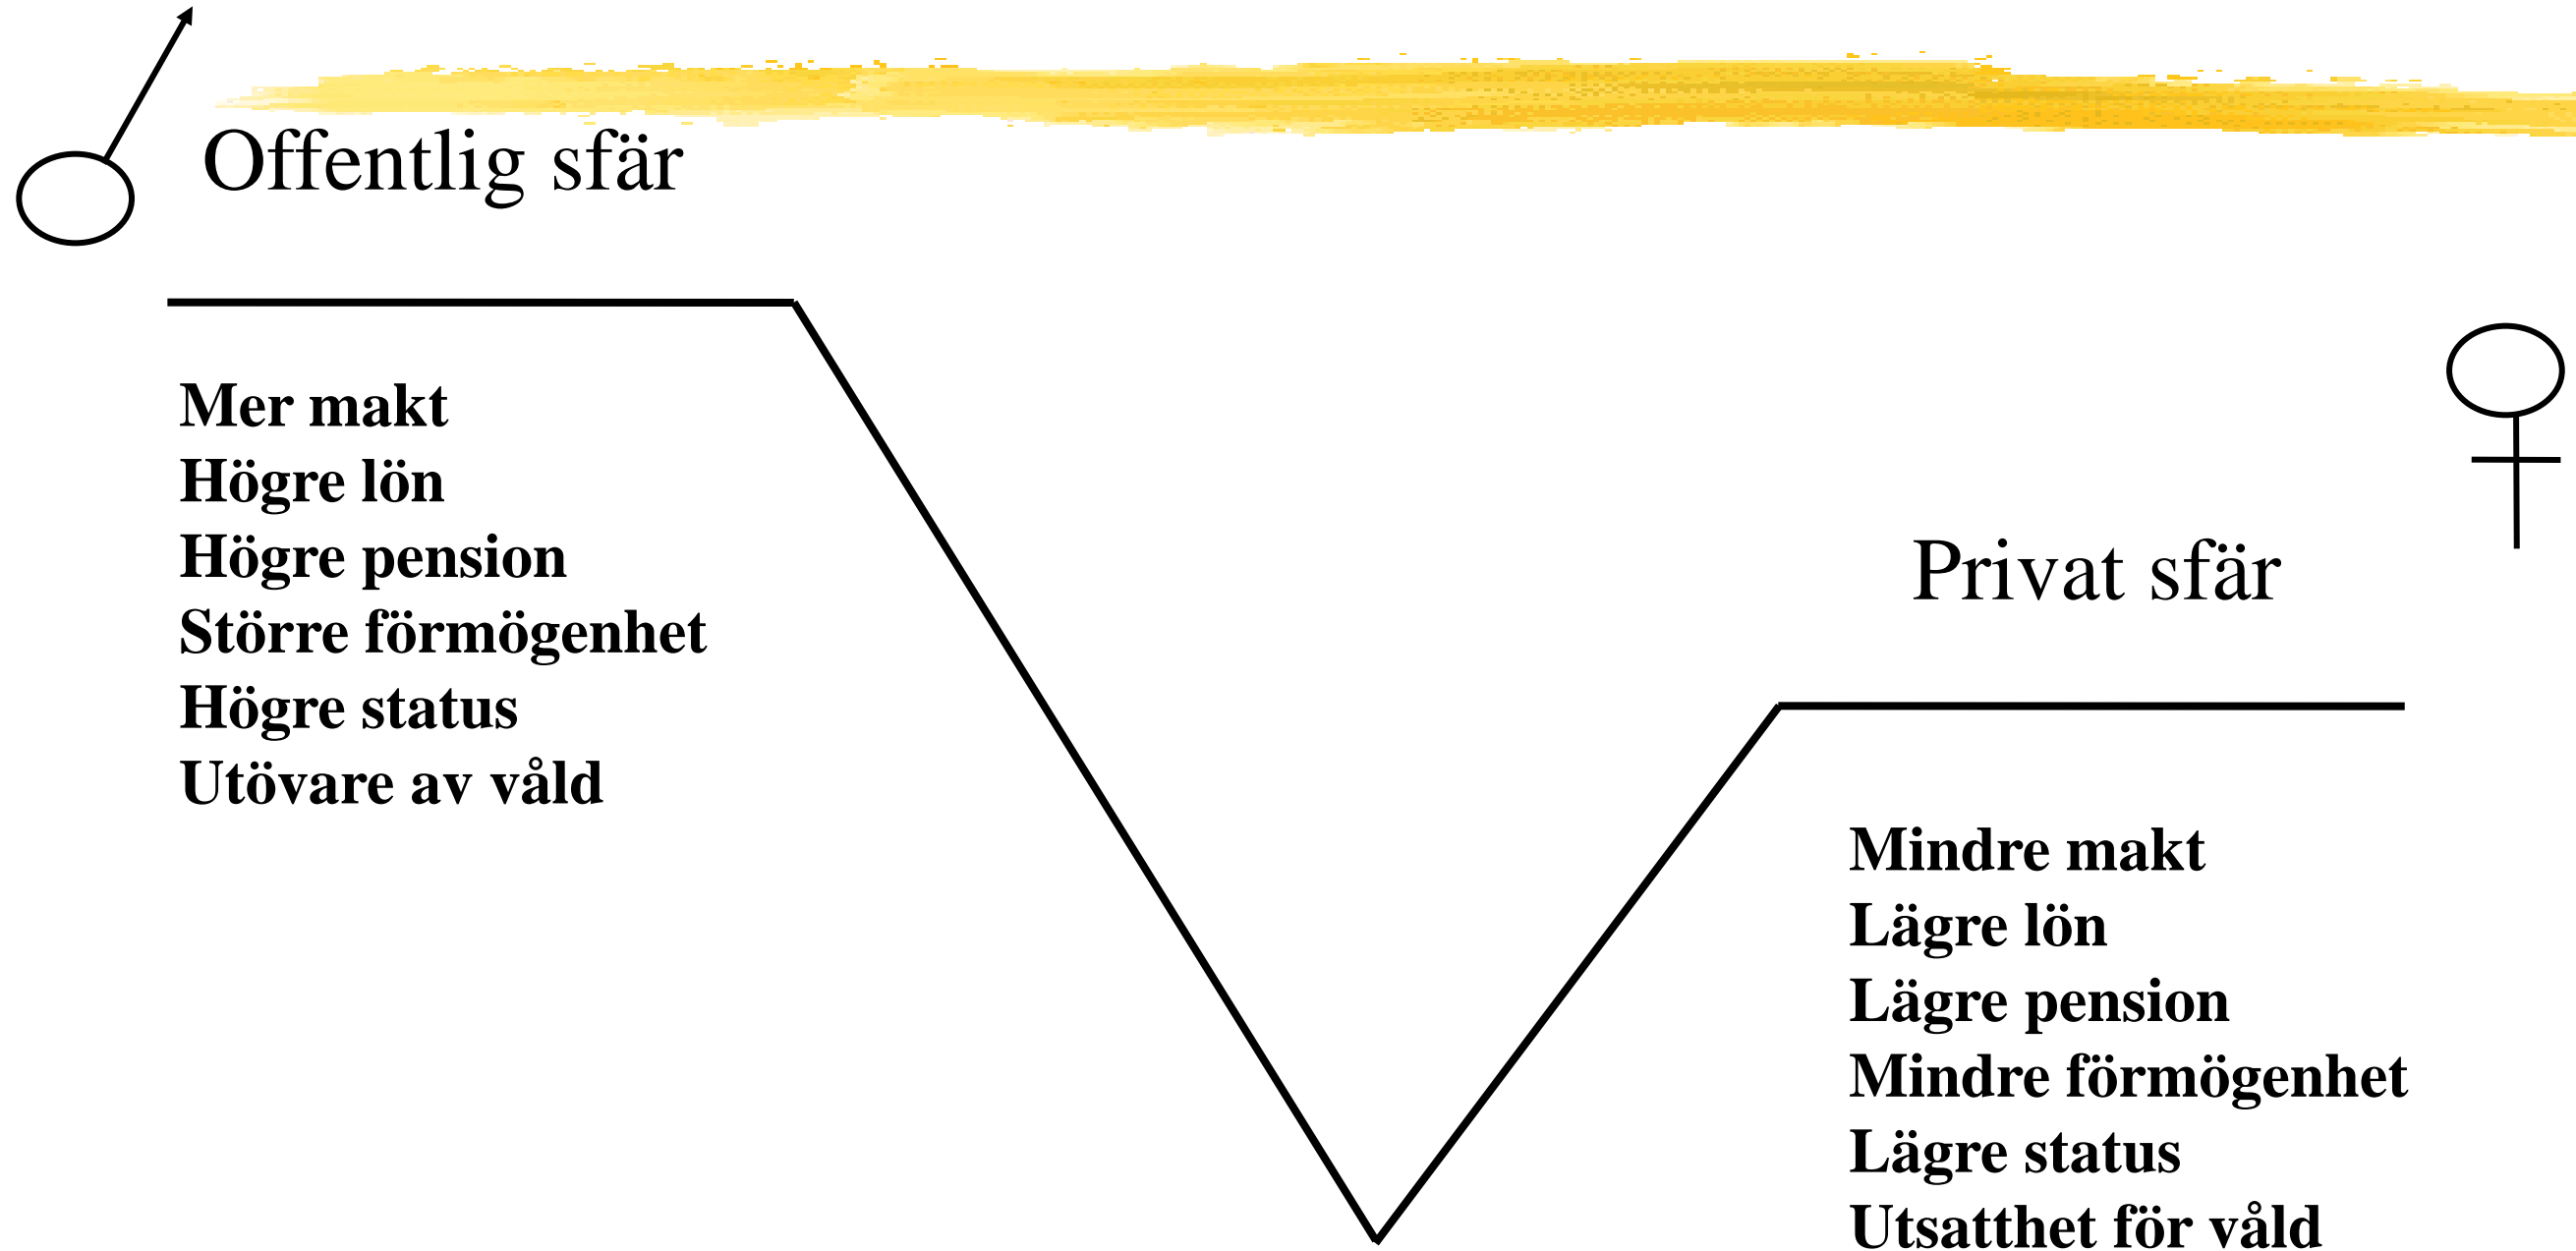 Offentlig sfär
Mer makt
Högre lön
Högre pension
Större förmögenhet
Högre status
Utövare av våld
Privat sfär
Mindre makt
Lägre lön
Lägre pension
Mindre förmögenhet
Lägre status
Utsatthet för våld